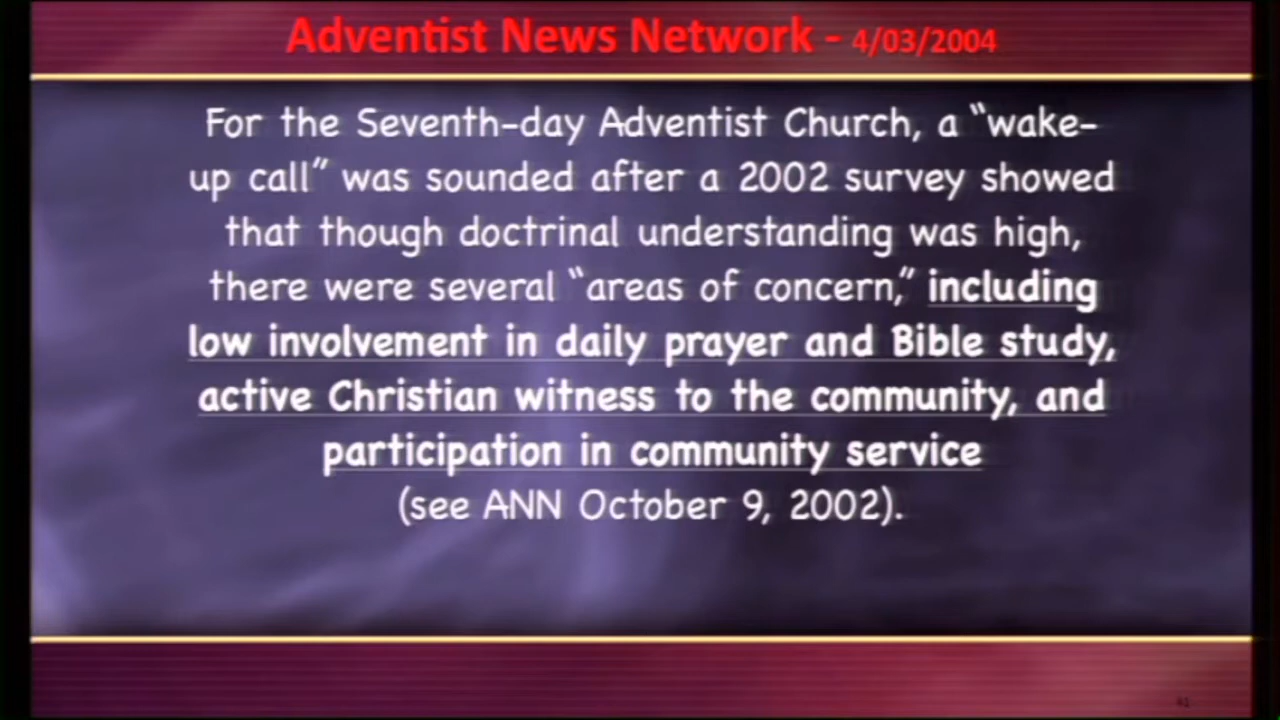 Adventist News Network - 4/03/2004
For the Seventh-day Adventist Church, a “wake-
up call” was sounded after a 2002 survey showed
that though doctrinal understanding was high,
there were several “areas of concern,” including
low involvement in daily prayer and Bible study,
active Christian witness to the community, and
participation in community service
(see ANN October 9, 2002).